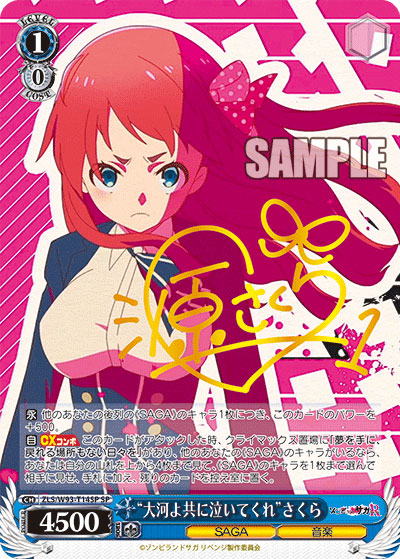 LEVEL
1
0
COST
SAMPLE
源さくら
1
永 他のあなたの後列の《SAGA》のキャラ1枚につき、このカードのパワーを
+500。
自 CXコンボ このカードがアタックした時、クライマックス置場に「夢を手に、
戻れる場所もない日々を」があり、他のあなたの《SAGA》のキャラがいるなら、
あなたは自分の山札を上から4枚まで見て、《SAGA》のキャラを1枚まで選んで
相手に見せ、手札に加え、残りのカードを控室に置く。
CH ZLS/W93-T14SP SP
4500
“大河よ共に泣いてくれ”さくら
SAGA
音楽
©ゾンビランドサガ リベンジ製作委員会